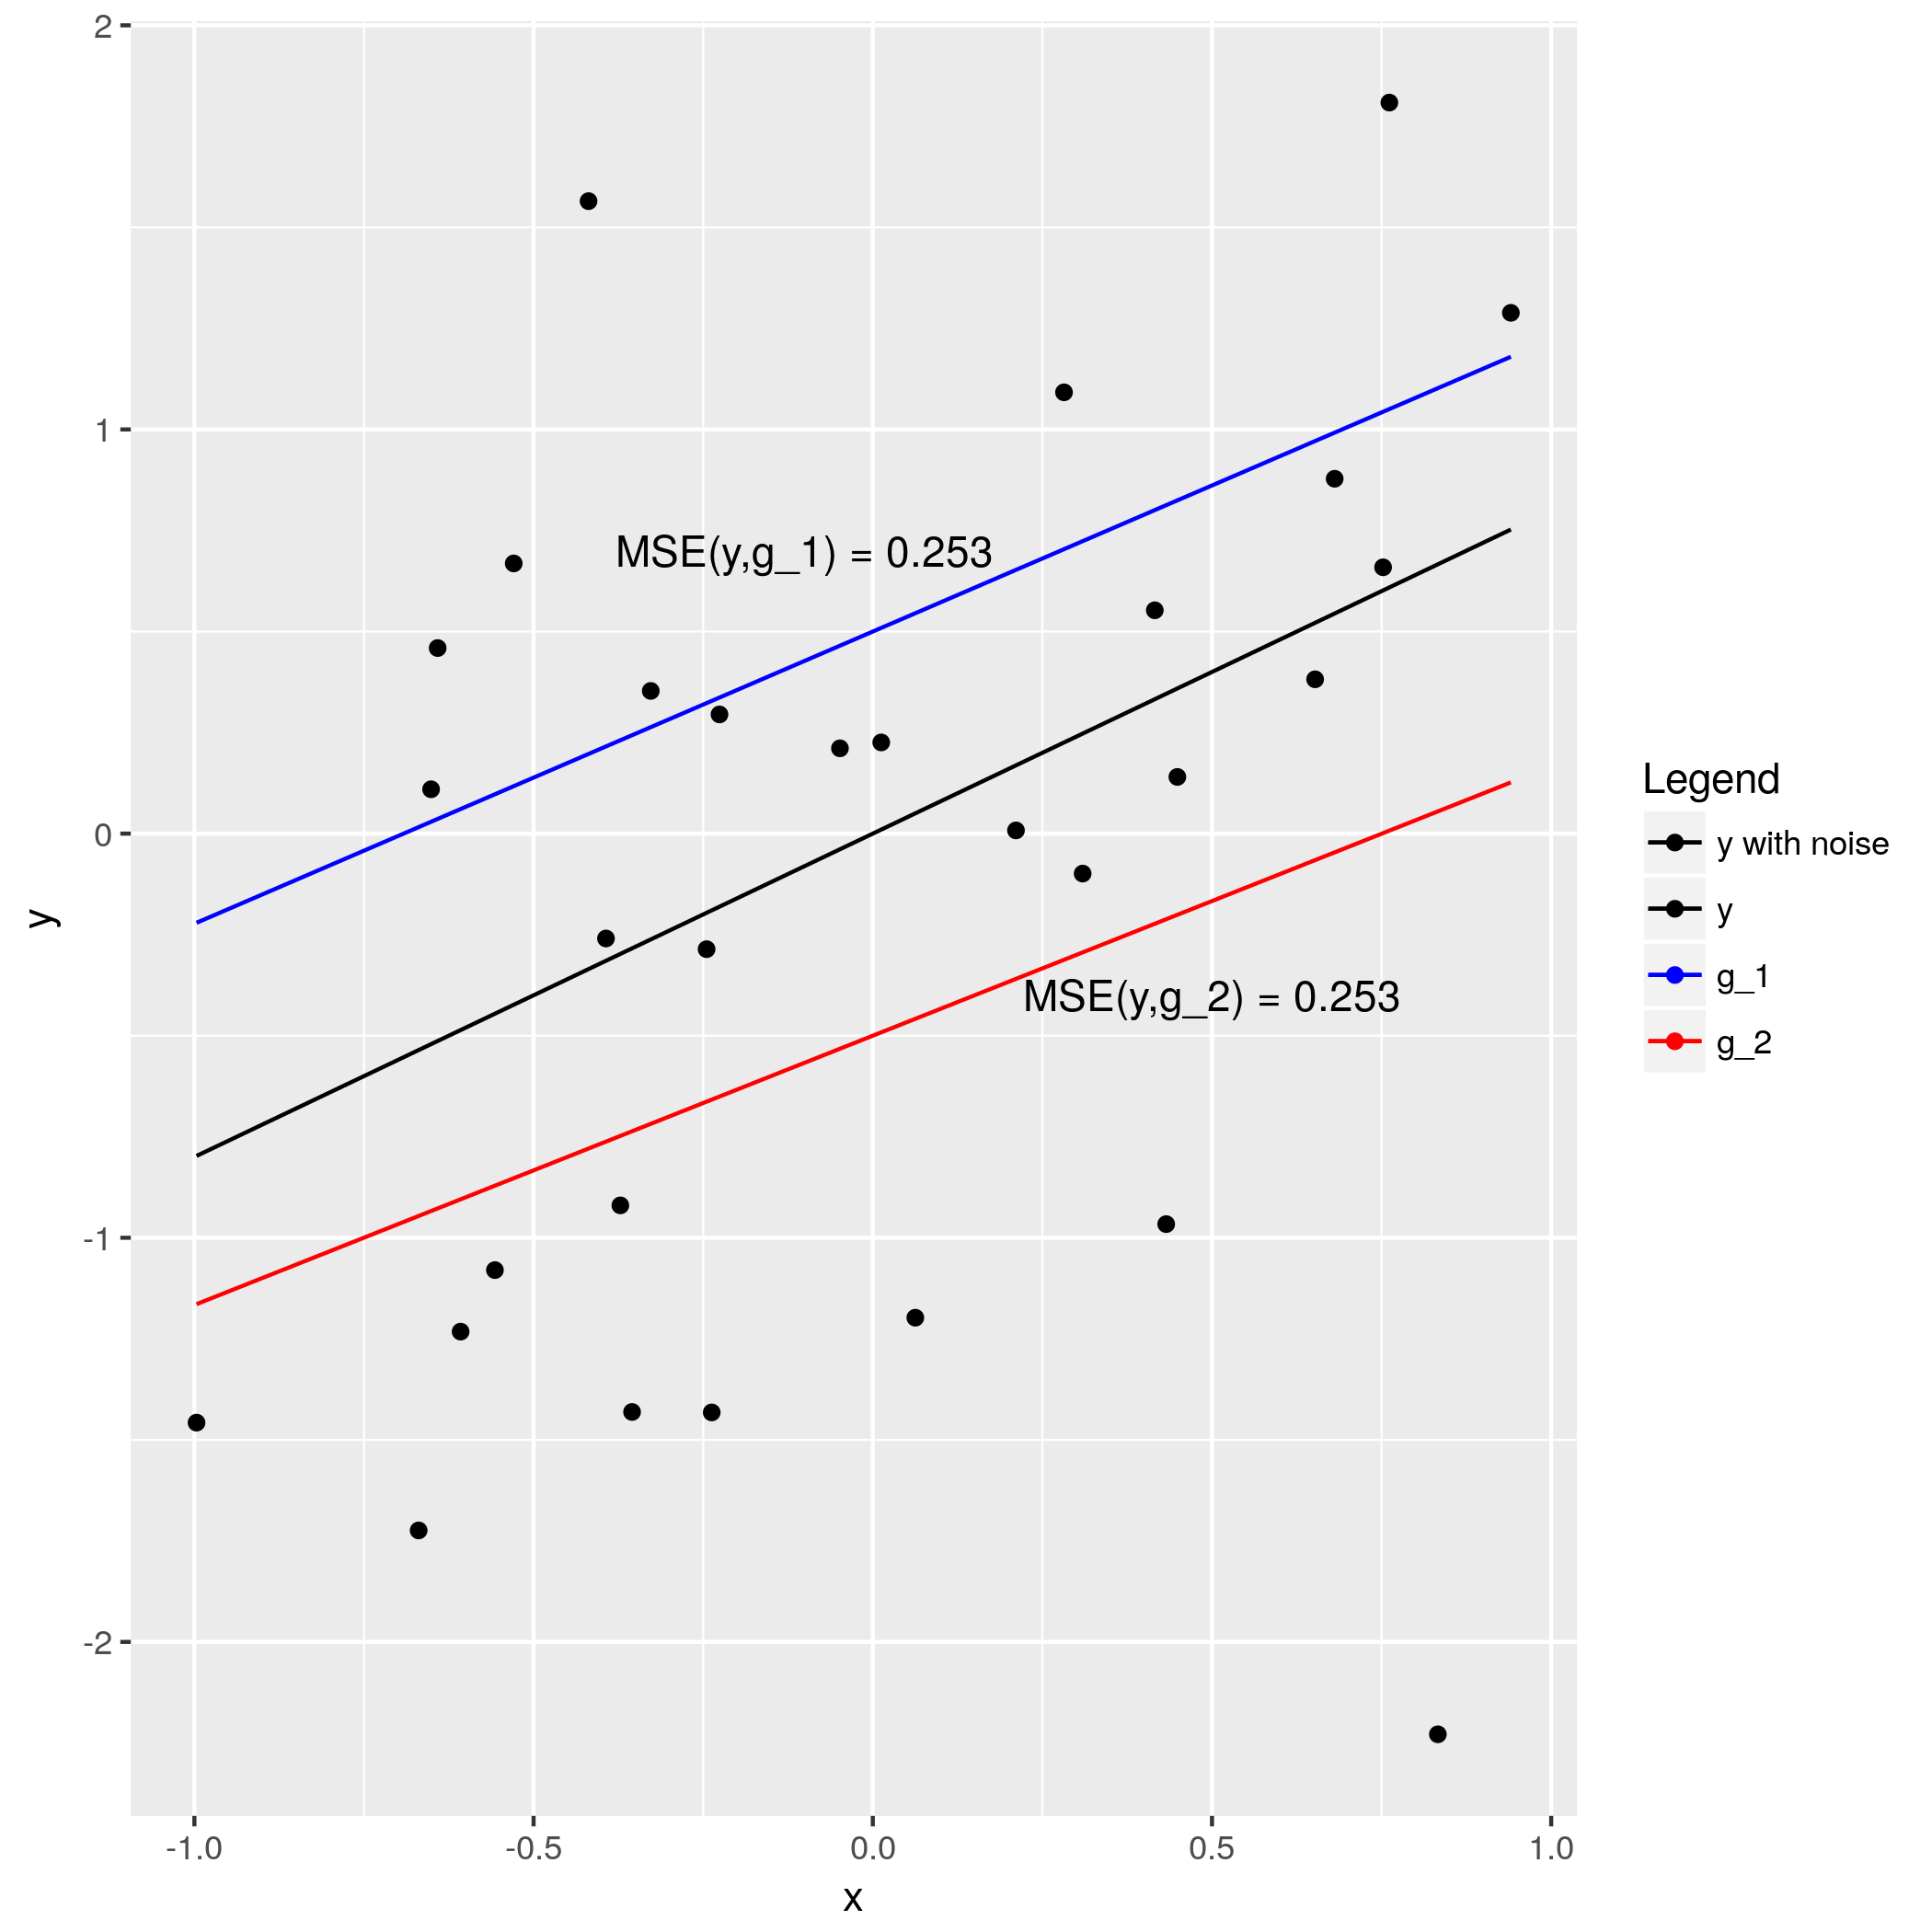 2
1
0
-1
-2
y
MSE(y,g_1) = 0.253
MSE(y,g_2) = 0.253
-1.0 -0.5 0.0 0.5 1.0
x
Legend
y with noise
y
g_1
g_2